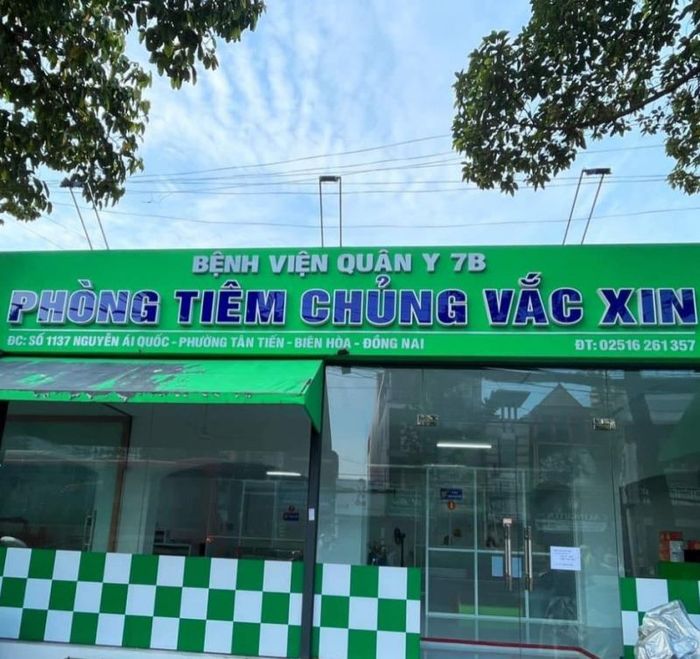 BỆNH VIỆN QUÂN Y 7B
PHÒNG TIÊM CHỦNG VẮC XIN
ĐC: SỐ 1137 NGUYỄN ÁI QUỐC - PHƯỜNG TÂN TIẾN - BIÊN HÒA - ĐỒNG NAI ĐT: 02516 261 357